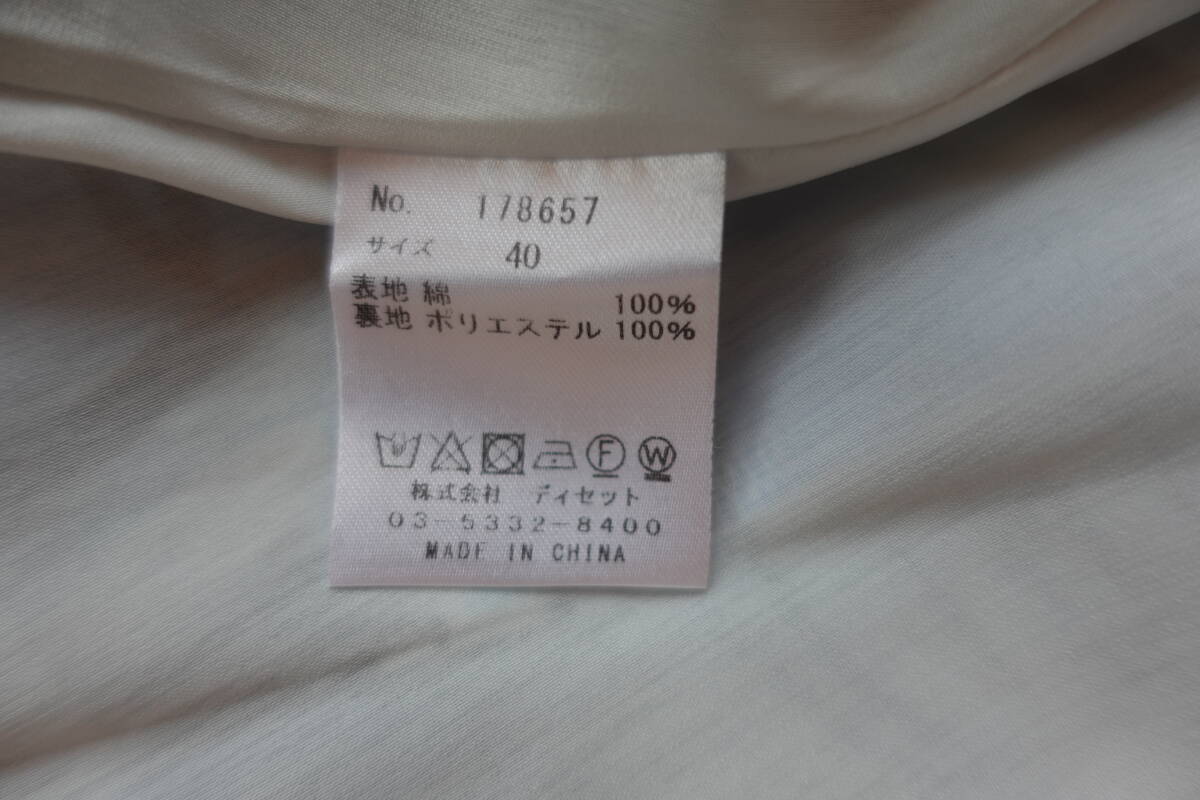 No. 178657
サイズ 40
表地 綿 100%
裏地 ポリエステル 100%
F W
株式会社 ディセット
03-5332-8400
MADE IN CHINA